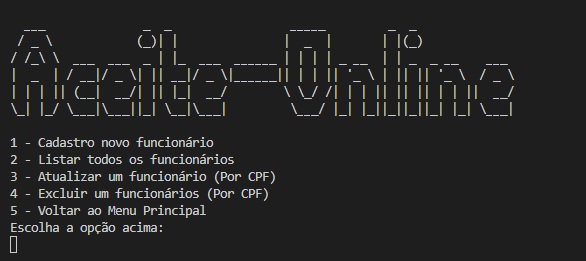 Aceite-Online
1 - Cadastro novo funcionário
2 - Listar todos os funcionários
3 - Atualizar um funcionário (Por CPF)
4 - Excluir um funcionários (Por CPF)
5 - Voltar ao Menu Principal
Escolha a opção acima: